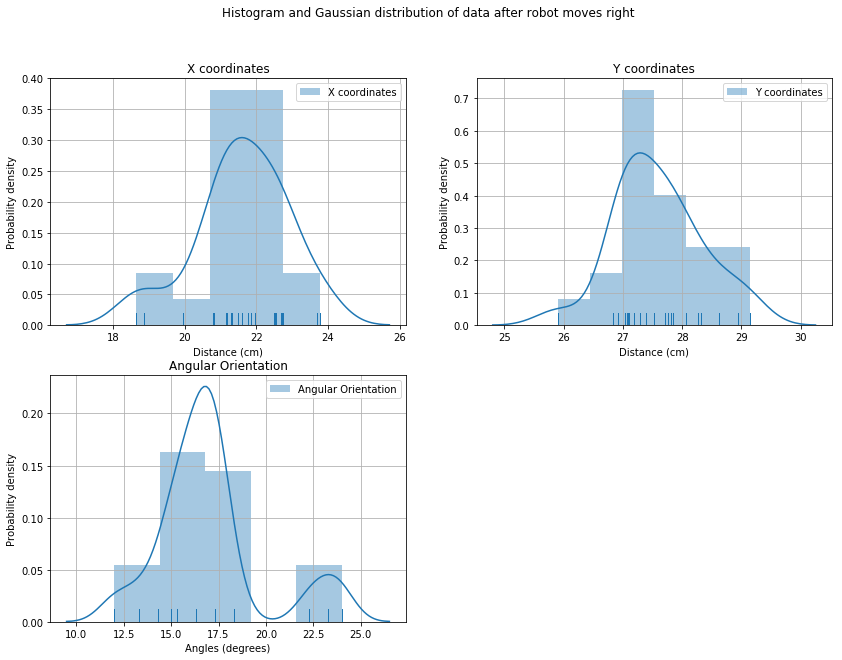 Histogram and Gaussian distribution of data after robot moves right
X coordinates
X coordinates
Probability density
0.40
0.35
0.30
0.25
0.20
0.15
0.10
0.05
0.00
18 20 22 24 26
Distance (cm)
Y coordinates
Y coordinates
Probability density
0.7
0.6
0.5
0.4
0.3
0.2
0.1
0.0
25 26 27 28 29 30
Distance (cm)
Angular Orientation
Angular Orientation
Probability density
0.20
0.15
0.10
0.05
0.00
10.0 12.5 15.0 17.5 20.0 22.5 25.0
Angles (degrees)